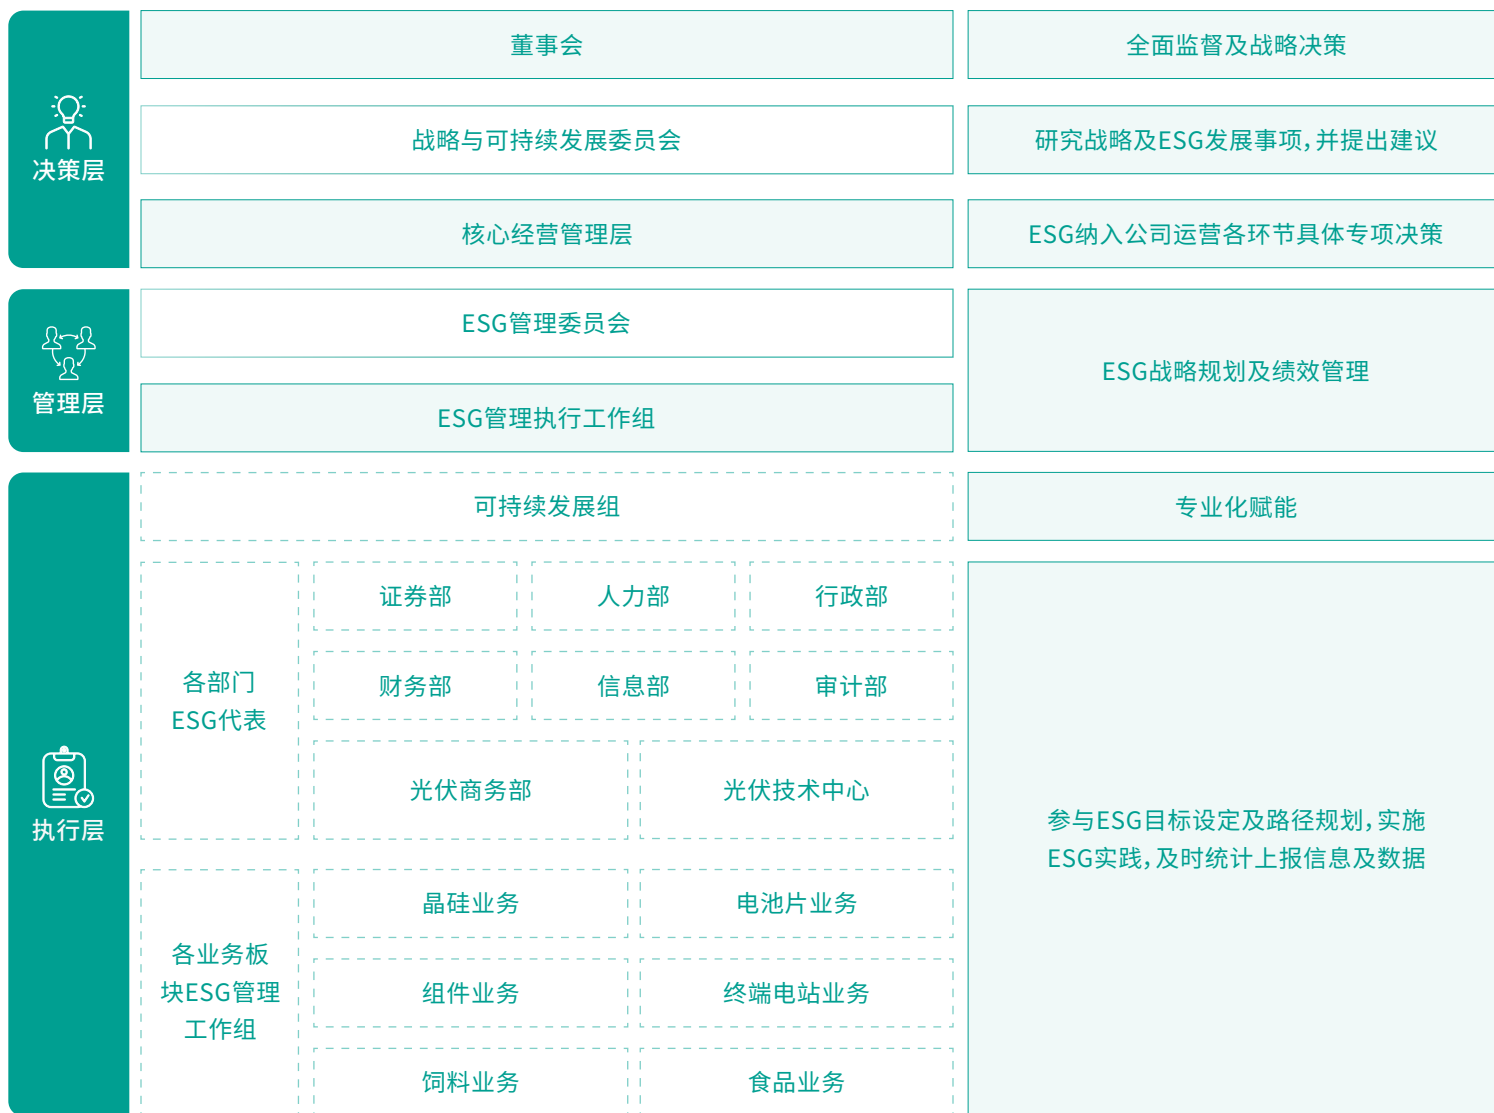 决策层
董事会
全面监督及战略决策
战略与可持续发展委员会
研究战略及ESG发展事项，并提出建议
核心经营管理层
ESG纳入公司运营各环节具体专项决策
管理层
ESG管理委员会
ESG管理执行工作组
ESG战略规划及绩效管理
执行层
可持续发展组
专业化赋能
各部门
ESG代表
证券部
人力部
行政部
财务部
信息部
审计部
光伏商务部
光伏技术中心
各业务板
块ESG管理
工作组
晶硅业务
电池片业务
组件业务
终端电站业务
饲料业务
食品业务
参与ESG目标设定及路径规划，实施
ESG实践，及时统计上报信息及数据